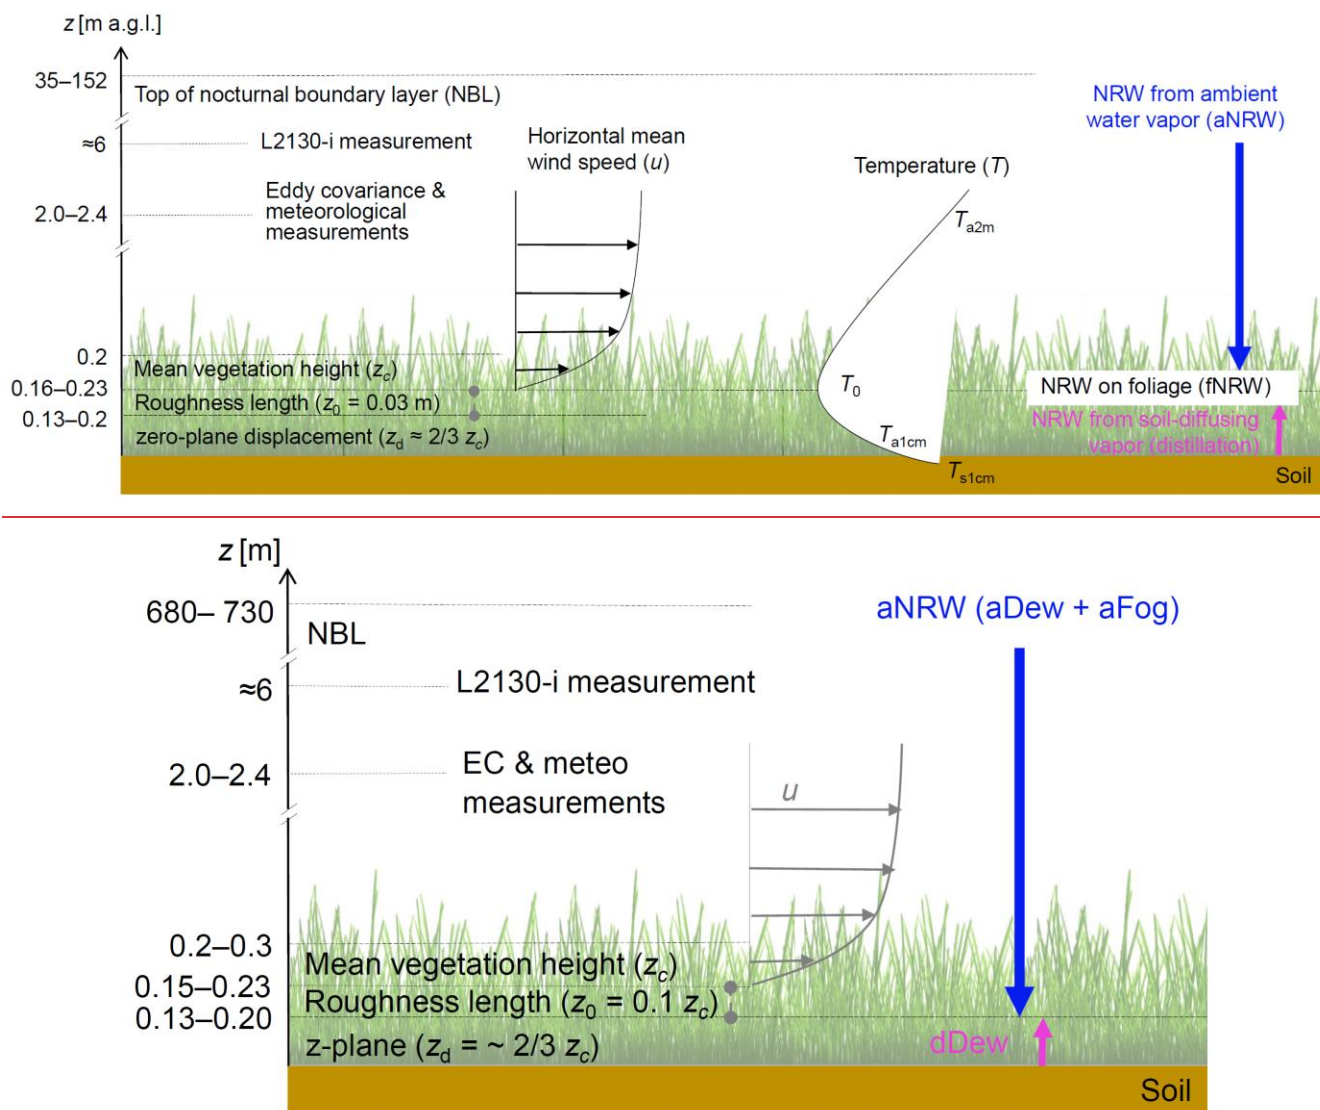 z [m a.g.l.]
35–152
Top of nocturnal boundary layer (NBL)
NRW from ambient
water vapor (aNRW)
≈6
L2130-i measurement
Horizontal mean
wind speed (u)
Temperature (T)
Eddy covariance &
meteorological
measurements
2.0–2.4
Ta2m
0.2
Mean vegetation height (zc)
0.16–0.23
T0
NRW on foliage (fNRW)
Roughness length (z0 = 0.03 m)
0.13–0.2
NRW from soil-diffusing
vapor (distillation)
zero-plane displacement (zd ≈ 2/3 zc)
Ta1cm
Ts1cm
Soil
z [m]
680– 730
NBL
aNRW (aDew + aFog)
≈6
L2130-i measurement
2.0–2.4
EC & meteo
measurements
u
0.2–0.3
Mean vegetation height (zc)
0.15–0.23
Roughness length (z0 = 0.1 zc)
0.13–0.20
z-plane (zd = ~ 2/3 zc)
dDew
Soil